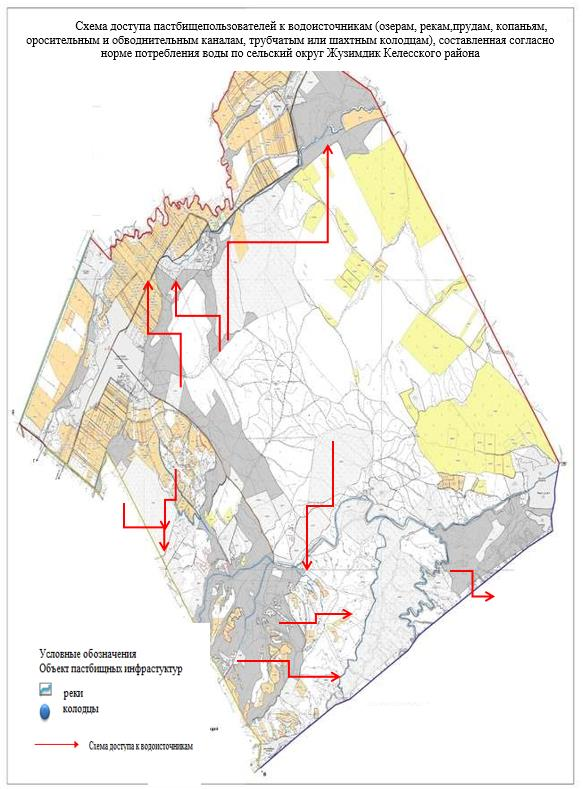 Схема доступа пастбищепользователей к водоисточникам (озерам, рекам,прудам, копаньям,
оросительным и обводнительным каналам, трубчатым или шахтным колодцам), составленная согласно
норме потребления воды по сельский округ Жузимдик Келесского района
Условные обозначения
Объект пастбищных инфраструктур
реки
колодцы
Схема доступа к водоисточникам